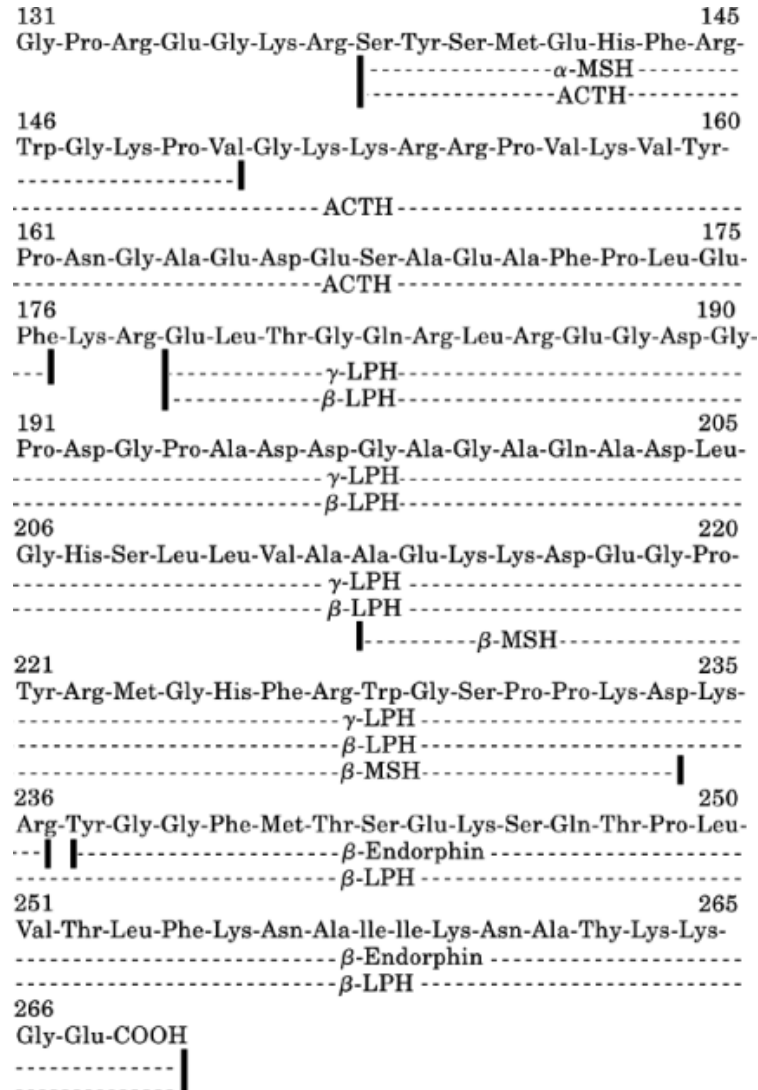 131 145
Gly-Pro-Arg-Glu-Gly-Lys-Arg-Ser-Tyr-Ser-Met-Glu-His-Phe-Arg-
α-MSH
ACTH
146 160
Trp-Gly-Lys-Pro-Val-Gly-Lys-Lys-Arg-Arg-Pro-Val-Lys-Val-Tyr-
ACTH
161 175
Pro-Asn-Gly-Ala-Glu-Asp-Glu-Ser-Ala-Glu-Ala-Phe-Pro-Leu-Glu-
ACTH
176 190
Phe-Lys-Arg-Glu-Leu-Thr-Gly-Gln-Arg-Leu-Arg-Glu-Gly-Asp-Gly-
γ-LPH
β-LPH
191 205
Pro-Asp-Gly-Pro-Ala-Asp-Asp-Gly-Ala-Gly-Ala-Gln-Ala-Asp-Leu-
γ-LPH
β-LPH
206 220
Gly-His-Ser-Leu-Leu-Val-Ala-Ala-Glu-Lys-Lys-Asp-Glu-Gly-Pro-
γ-LPH
β-LPH
β-MSH
221 235
Tyr-Arg-Met-Gly-His-Phe-Arg-Trp-Gly-Ser-Pro-Pro-Lys-Asp-Lys-
γ-LPH
β-LPH
β-MSH
236 250
Arg-Tyr-Gly-Gly-Phe-Met-Thr-Ser-Glu-Lys-Ser-Gln-Thr-Pro-Leu-
β-Endorphin
β-LPH
251 265
Val-Thr-Leu-Phe-Lys-Asn-Ala-lle-lle-Lys-Asn-Ala-Thy-Lys-Lys-
β-Endorphin
β-LPH
266
Gly-Glu-COOH